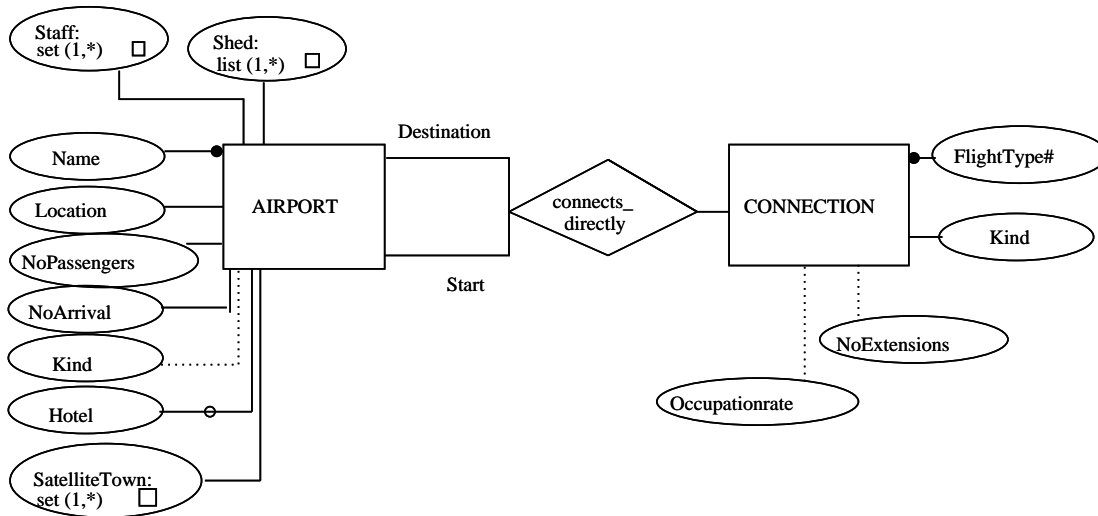 Staff:
set (1,*)
Shed:
list (1,*)
Destination
Name
FlightType#
Location
AIRPORT
connects_
directly
CONNECTION
Kind
NoPassengers
Start
NoArrival
NoExtensions
Kind
Occupationrate
Hotel
SatelliteTown:
set (1,*)